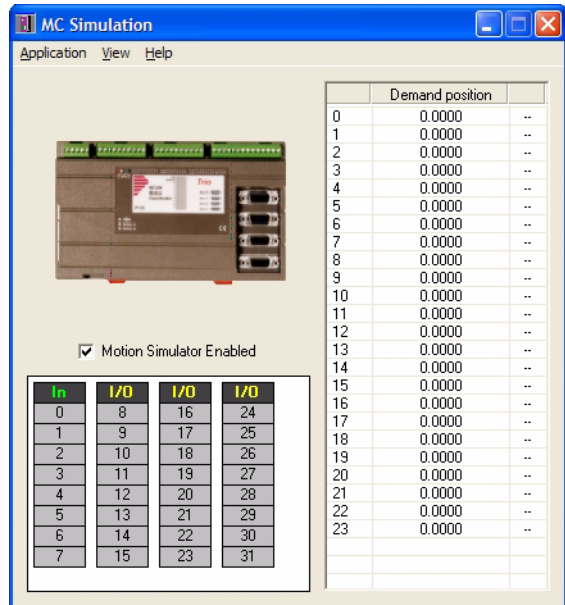 MC Simulation
Application View Help
Trio
Motion Simulator Enabled
In I/O I/O I/O
0 8 16 24
1 9 17 25
2 10 18 26
3 11 19 27
4 12 20 28
5 13 21 29
6 14 22 30
7 15 23 31
Demand position
0 0.0000 --
1 0.0000 --
2 0.0000 --
3 0.0000 --
4 0.0000 --
5 0.0000 --
6 0.0000 --
7 0.0000 --
8 0.0000 --
9 0.0000 --
10 0.0000 --
11 0.0000 --
12 0.0000 --
13 0.0000 --
14 0.0000 --
15 0.0000 --
16 0.0000 --
17 0.0000 --
18 0.0000 --
19 0.0000 --
20 0.0000 --
21 0.0000 --
22 0.0000 --
23 0.0000 --